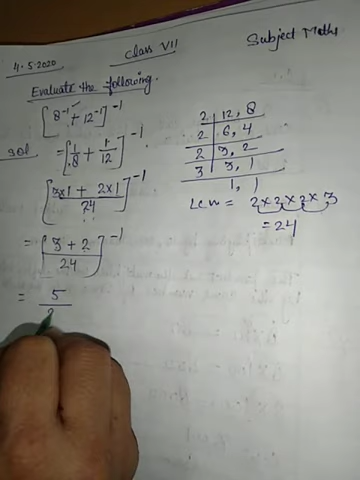 4.5.2020 Class VII Subject Maths
Evaluate the following.
[8⁻¹ + 12⁻¹]⁻¹
Sol = [1/8 + 1/12]⁻¹
[3×1 + 2×1 / 24]⁻¹
= [3 + 2 / 24]⁻¹
= 5 / 2
2 | 12, 8
2 | 6, 4
2 | 3, 2
3 | 3, 1
1, 1
LCM = 2×2×2×3
= 24